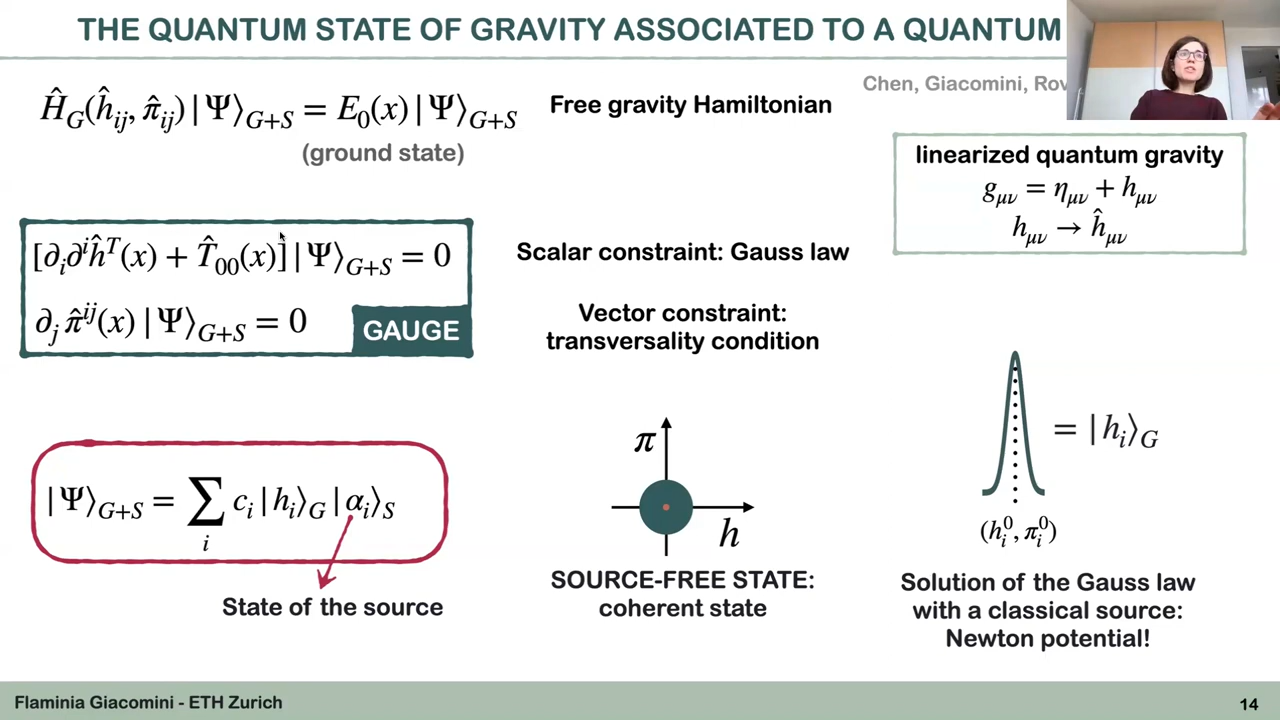 THE QUANTUM STATE OF GRAVITY ASSOCIATED TO A QUANTUM
Chen, Giacomini, Rov
Ĥ_G(ĥ_ij, π̂_ij)|Ψ⟩_G+S = E_0(x)|Ψ⟩_G+S
Free gravity Hamiltonian
(ground state)
linearized quantum gravity
g_μν = η_μν + h_μν
h_μν → ĥ_μν
[∂_i∂^i ĥ^T(x) + T̂_00(x)]|Ψ⟩_G+S = 0
Scalar constraint: Gauss law
∂_j π̂^ij(x)|Ψ⟩_G+S = 0
GAUGE
Vector constraint:
transversality condition
|Ψ⟩_G+S = ∑_i c_i|h_i⟩_G|α_i⟩_S
State of the source
π
h
SOURCE-FREE STATE:
coherent state
= |h_i⟩_G
(h_i^0, π_i^0)
Solution of the Gauss law
with a classical source:
Newton potential!
Flaminia Giacomini - ETH Zurich
14